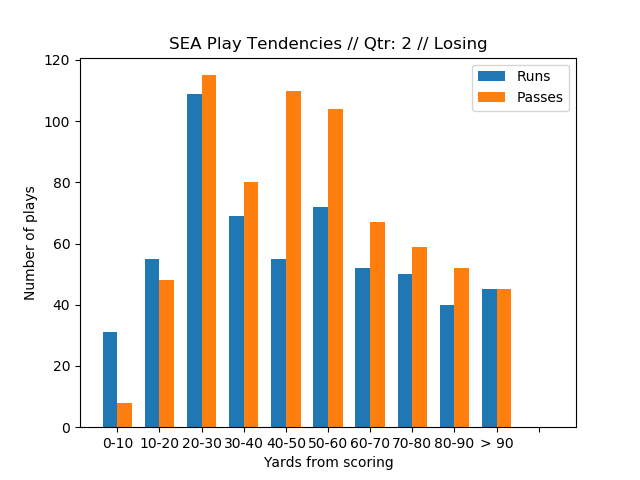 SEA Play Tendencies // Qtr: 2 // Losing
Runs
Passes
Number of plays
120
100
80
60
40
20
0
0-10 10-20 20-30 30-40 40-50 50-60 60-70 70-80 80-90 > 90
Yards from scoring